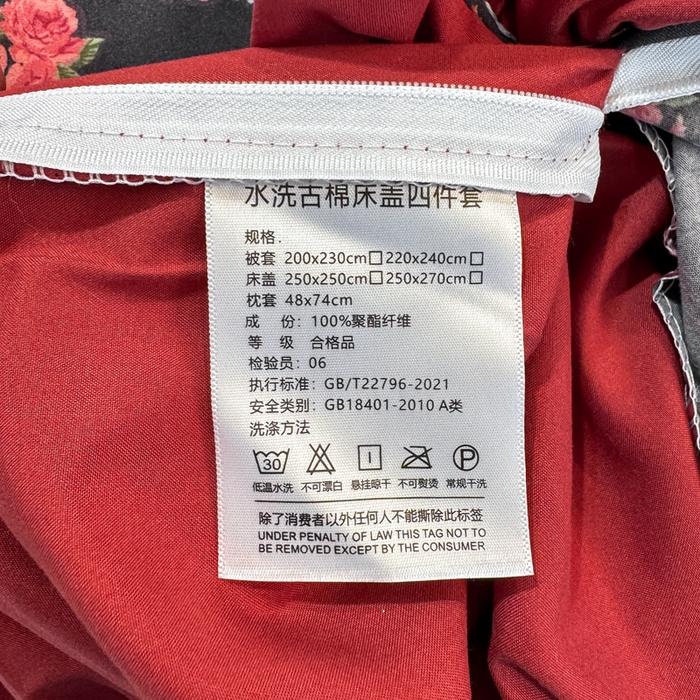 水洗古棉床盖四件套
规格.
被套 200x230cm□ 220x240cm□
床盖 250x250cm□ 250x270cm□
枕套 48x74cm
成 份: 100%聚酯纤维
等 级 合格品
检验员: 06
执行标准: GB/T22796-2021
安全类别: GB18401-2010 A类
洗涤方法
30 P
低温水洗 不可漂白 悬挂晾干 不可熨烫 常规干洗
除了消费者以外任何人不能撕除此标签
UNDER PENALTY OF LAW THIS TAG NOT TO
BE REMOVED EXCEPT BY THE CONSUMER